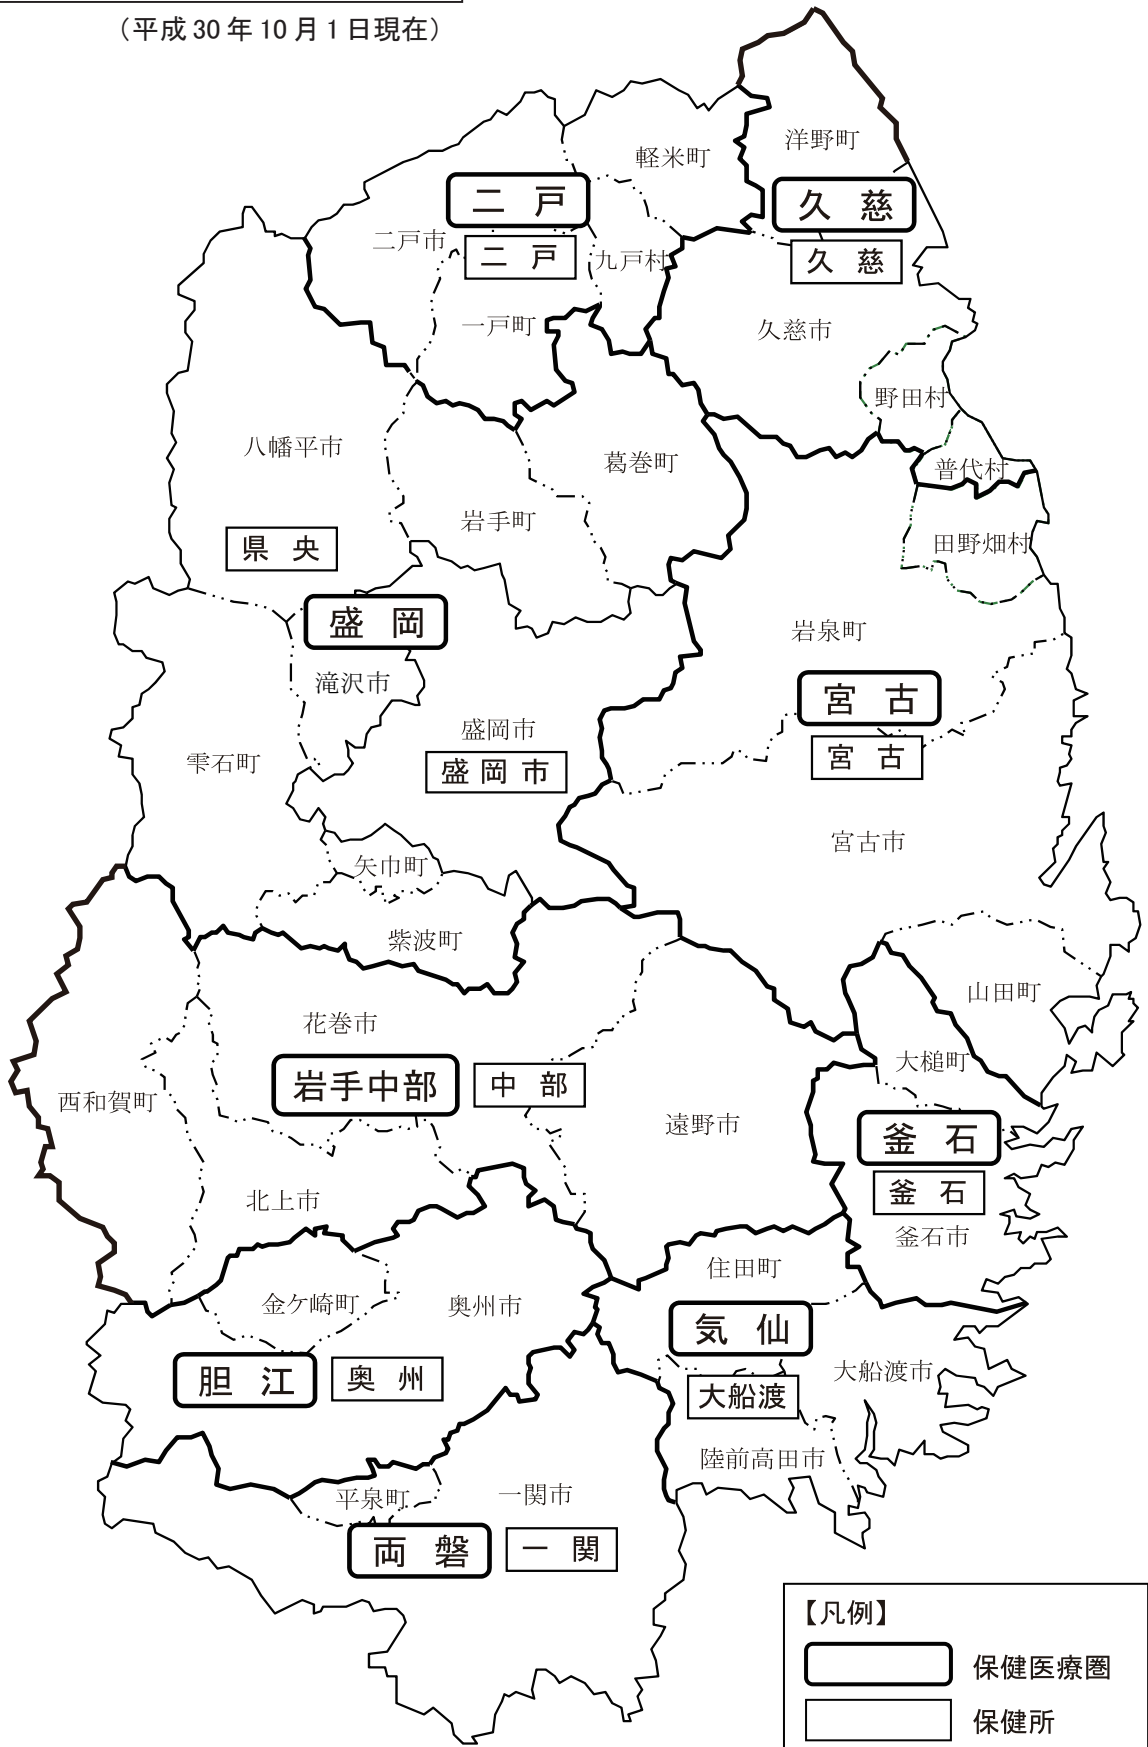 (平成30年10月1日現在)
洋野町
軽米町
二　戸
久　慈
二戸市
二　戸
九戸村
久　慈
一戸町
久慈市
野田村
八幡平市
葛巻町
普代村
岩手町
田野畑村
県　央
盛　岡
岩泉町
滝沢市
宮　古
盛岡市
雫石町
宮　古
盛岡市
宮古市
矢巾町
紫波町
山田町
花巻市
大槌町
岩手中部
中　部
西和賀町
遠野市
釜　石
釜　石
北上市
釜石市
住田町
金ケ崎町
奥州市
気　仙
胆　江
奥　州
大船渡市
大船渡
陸前高田市
平泉町
一関市
両　磐
一　関
【凡例】
保健医療圏
保健所